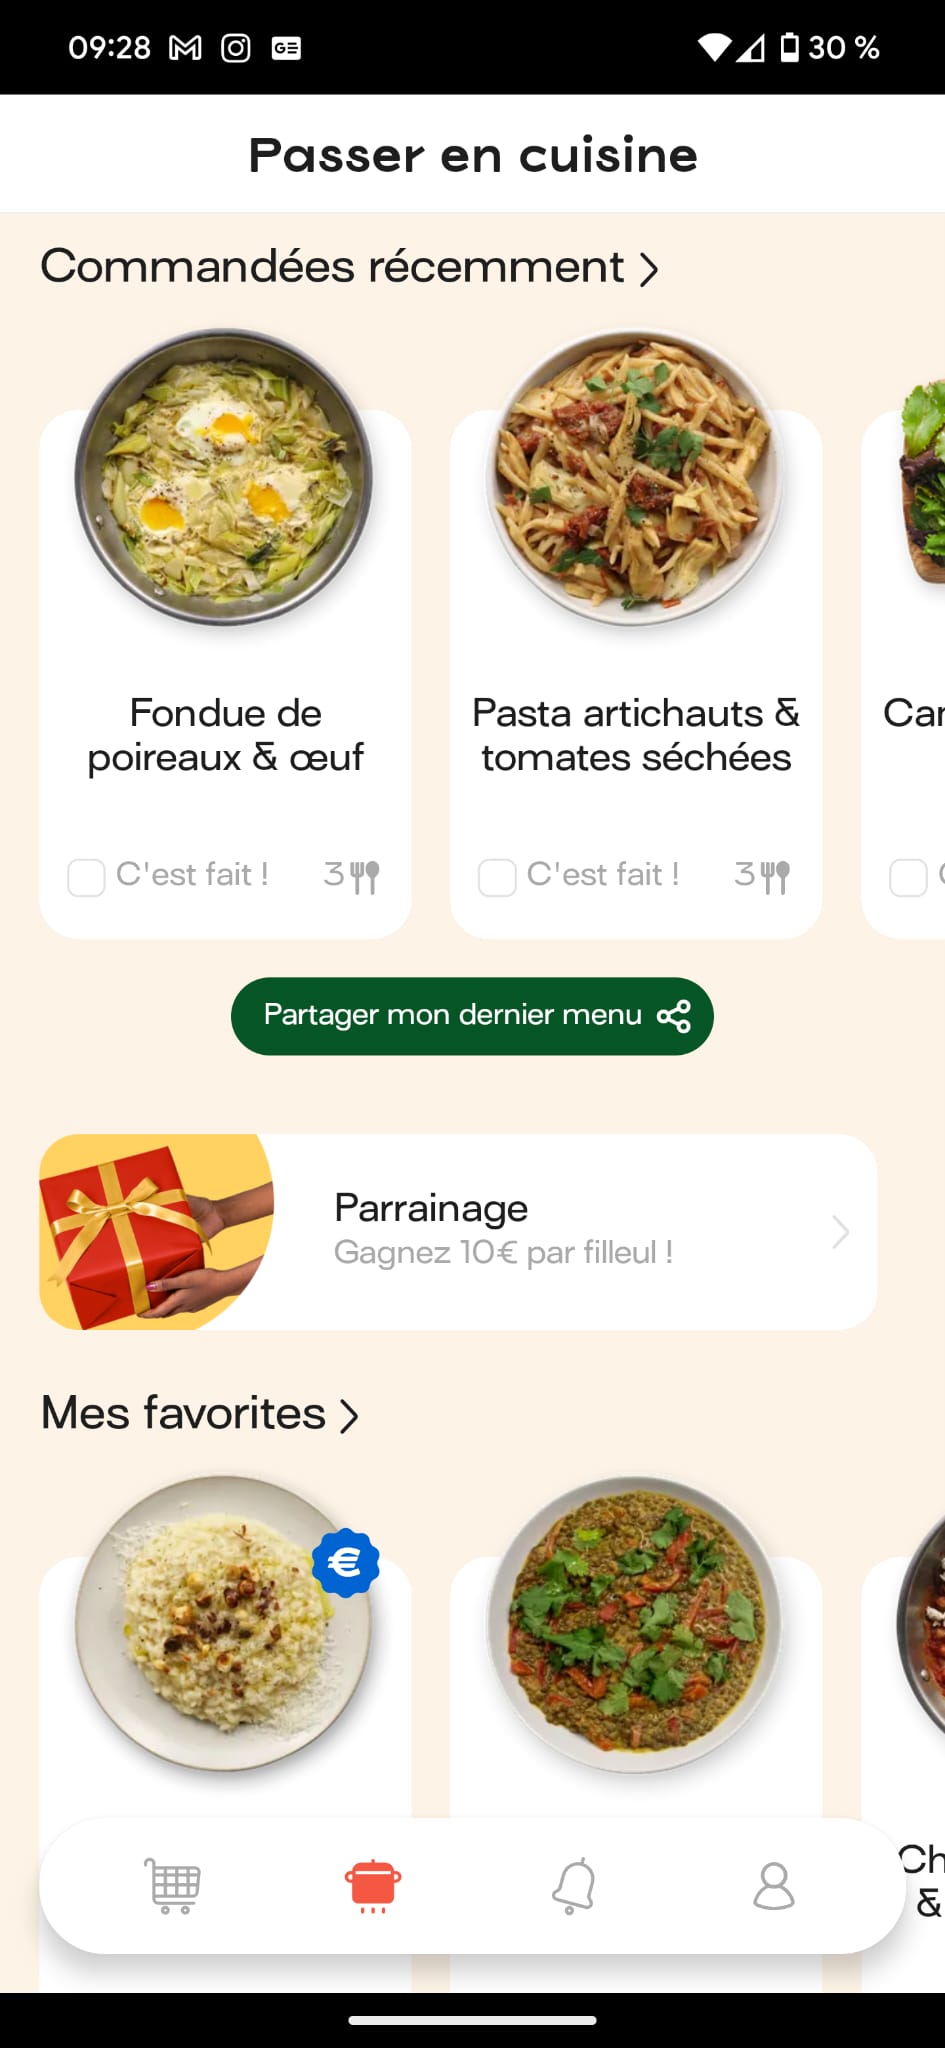 09:28
30 %
Passer en cuisine
Commandées récemment
Fondue de
poireaux & œuf
Pasta artichauts &
tomates séchées
Car
C'est fait !
3
C'est fait !
3
Partager mon dernier menu
Parrainage
Gagnez 10€ par filleul !
Mes favorites
€
Ch
&